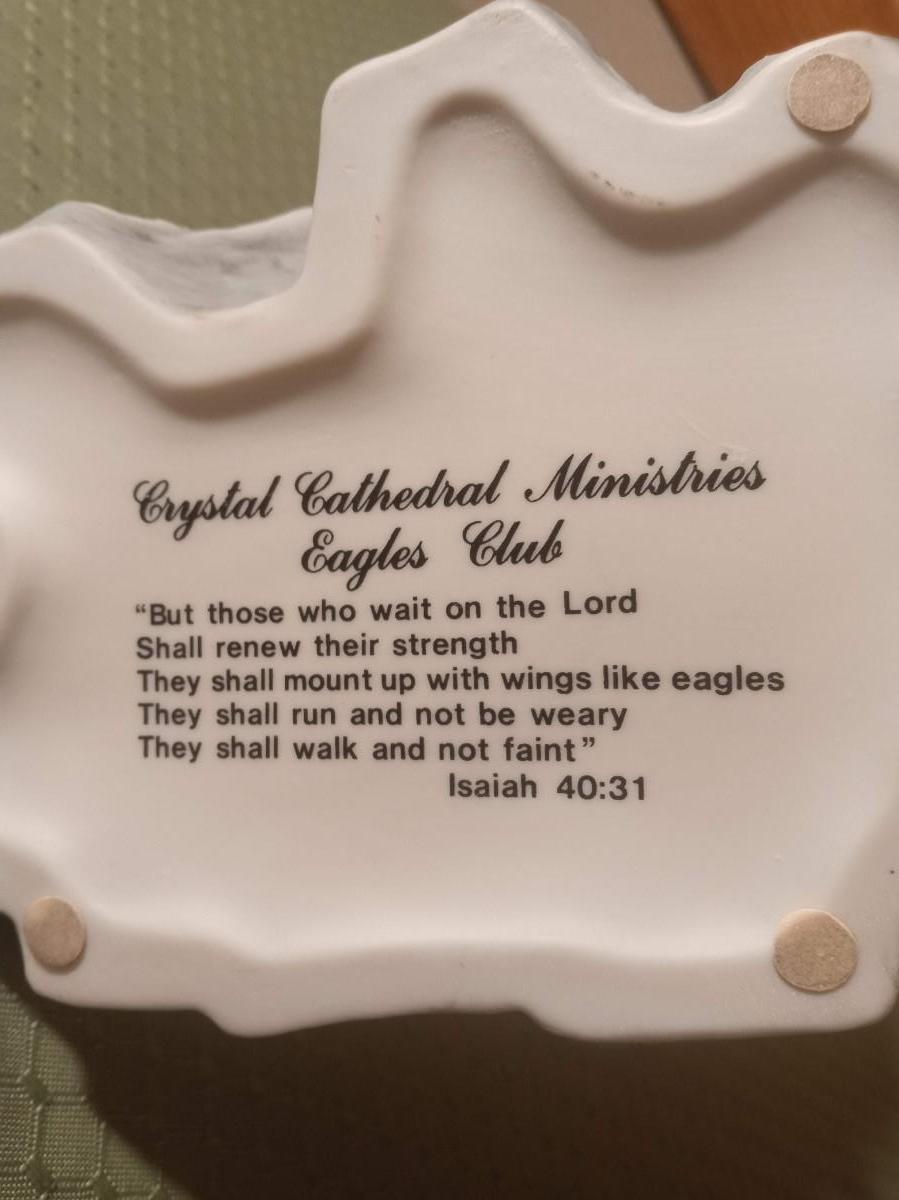 Crystal Cathedral Ministries
Eagles Club
“But those who wait on the Lord
Shall renew their strength
They shall mount up with wings like eagles
They shall run and not be weary
They shall walk and not faint”
Isaiah 40:31